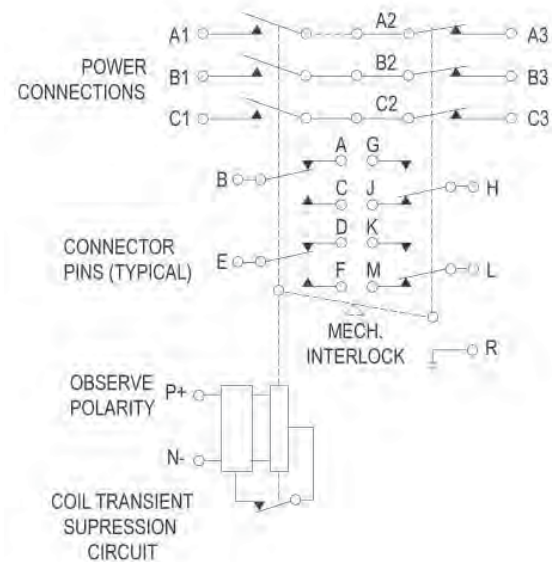 A1 A2 A3
POWER
CONNECTIONS
B1 B2 B3
C1 C2 C3
A G
B
C J
H
D K
CONNECTOR
PINS (TYPICAL)
E
F M
L
MECH.
INTERLOCK
R
OBSERVE
POLARITY
P+
N-
COIL TRANSIENT
SUPRESSION
CIRCUIT